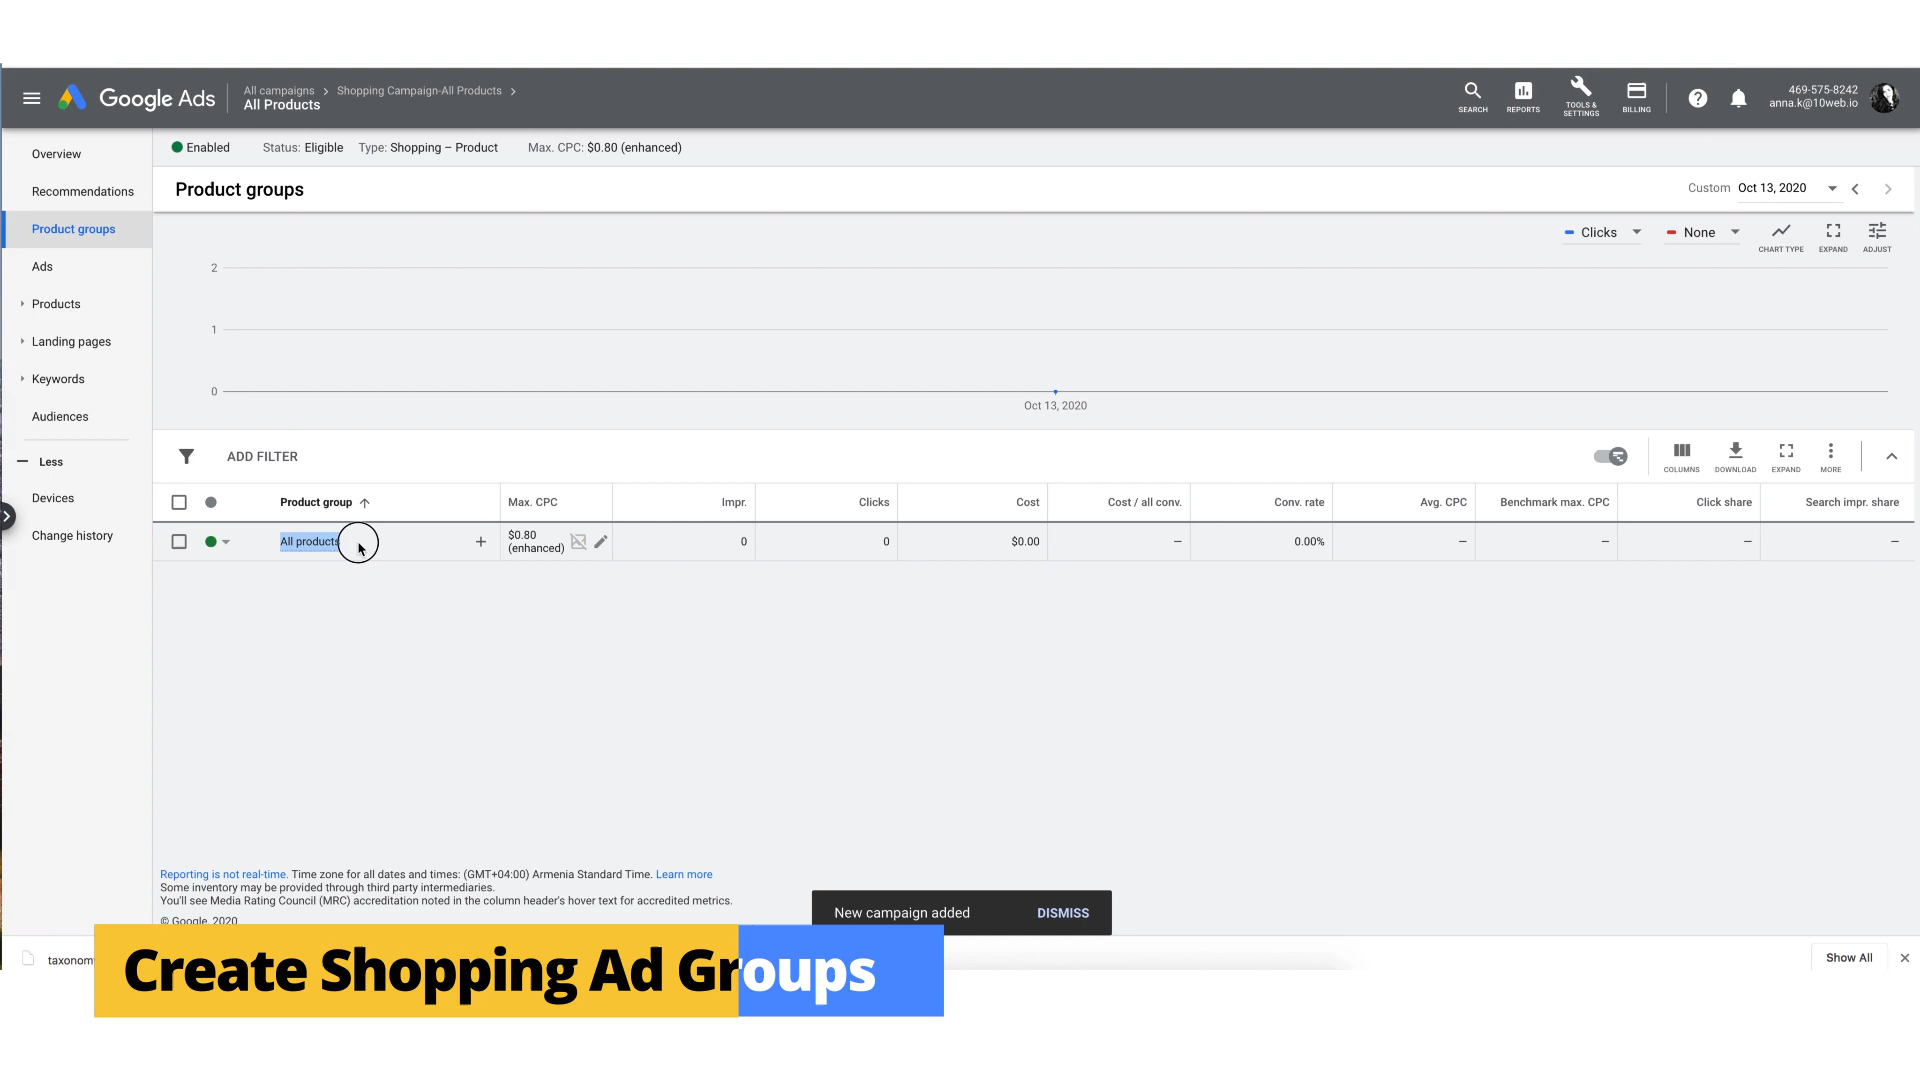 Google Ads
All campaigns > Shopping Campaign-All Products >
All Products
SEARCH
REPORTS
TOOLS & SETTINGS
BILLING
469-575-8242
anna.k@10web.io
Overview
Recommendations
Product groups
Ads
Products
Landing pages
Keywords
Audiences
Less
Devices
Change history
Enabled Status: Eligible Type: Shopping – Product Max. CPC: $0.80 (enhanced)
Product groups
Custom Oct 13, 2020
Clicks
None
CHART TYPE
EXPAND
ADJUST
2
1
0
Oct 13, 2020
ADD FILTER
COLUMNS
DOWNLOAD
EXPAND
MORE
Product group Max. CPC Impr. Clicks Cost Cost / all conv. Conv. rate Avg. CPC Benchmark max. CPC Click share Search impr. share
All products + $0.80 (enhanced) 0 0 $0.00 – 0.00% – – – –
Reporting is not real-time. Time zone for all dates and times: (GMT+04:00) Armenia Standard Time. Learn more
Some inventory may be provided through third party intermediaries.
You'll see Media Rating Council (MRC) accreditation noted in the column header's hover text for accredited metrics.
© Google, 2020
New campaign added DISMISS
taxonom
Show All
Create Shopping Ad Groups